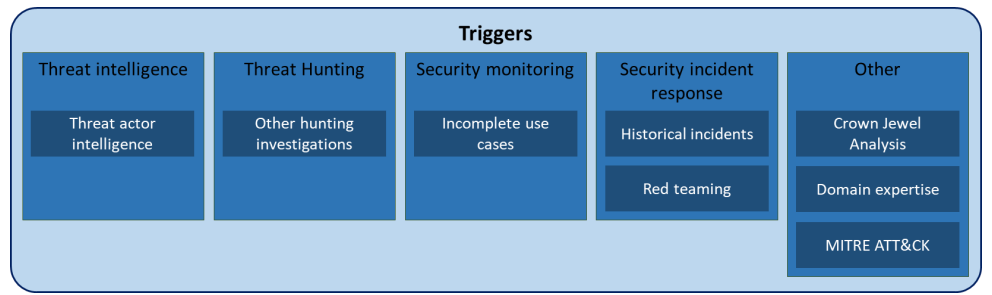 Triggers
Threat intelligence
Threat actor
intelligence
Threat Hunting
Other hunting
investigations
Security monitoring
Incomplete use
cases
Security incident
response
Historical incidents
Red teaming
Other
Crown Jewel
Analysis
Domain expertise
MITRE ATT&CK